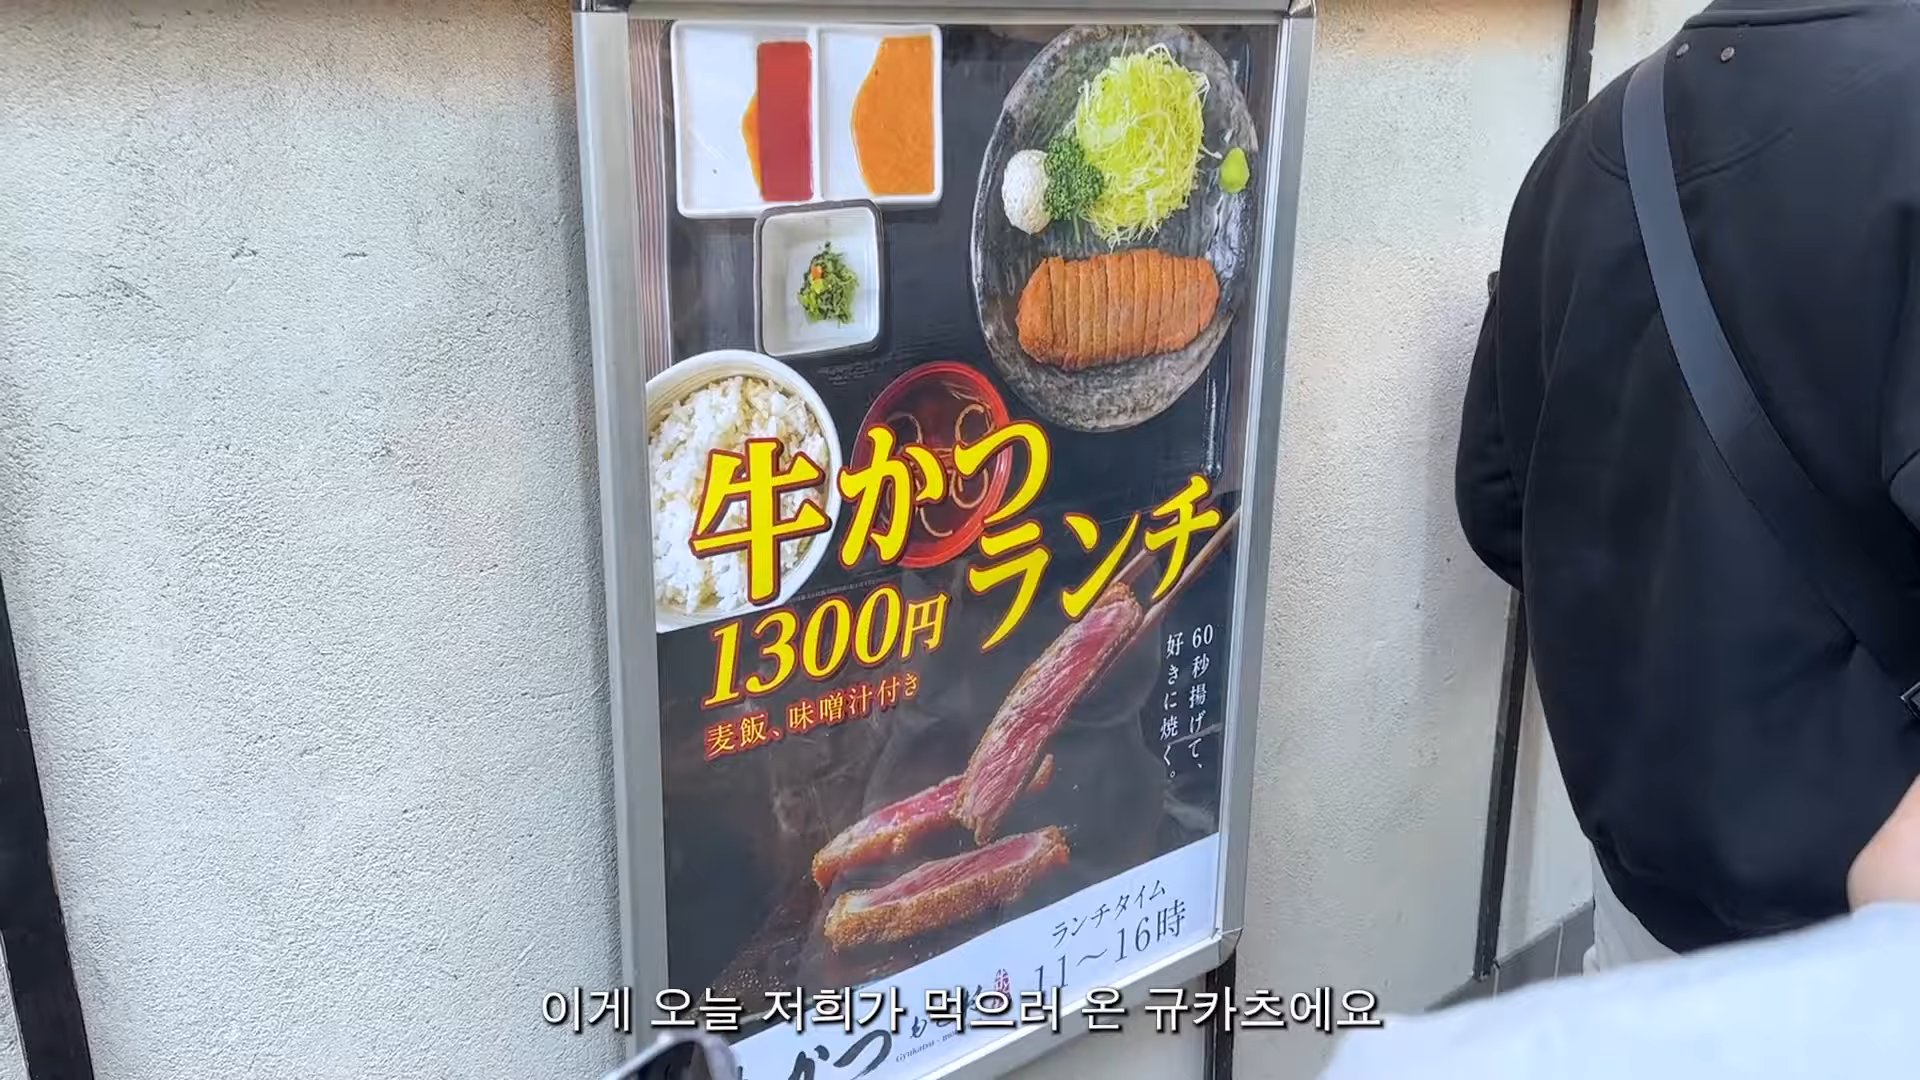 牛かつ
ランチ
1300円
麦飯、味噌汁付き
60秒揚げて、
好きに焼く。
ランチタイム
11～16時
이게 오늘 저희가 먹으러 온 규카츠에요
かつ